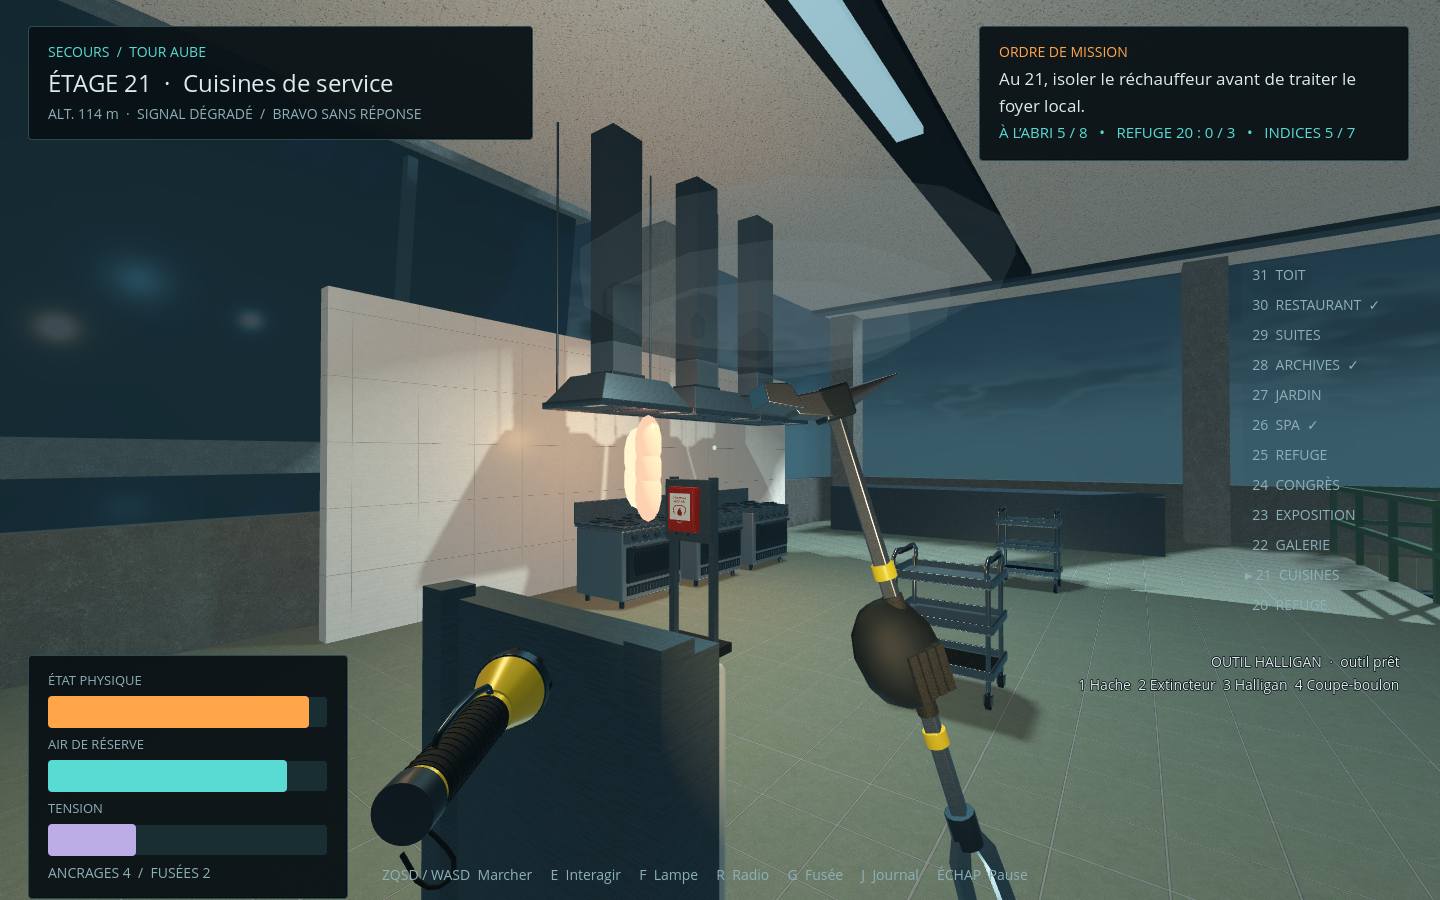 SECOURS / TOUR AUBE
ÉTAGE 21 · Cuisines de service
ALT. 114 m · SIGNAL DÉGRADÉ / BRAVO SANS RÉPONSE
ORDRE DE MISSION
Au 21, isoler le réchauffeur avant de traiter le
foyer local.
À L'ABRI 5 / 8 • REFUGE 20 : 0 / 3 • INDICES 5 / 7
31 TOIT
30 RESTAURANT ✓
29 SUITES
28 ARCHIVES ✓
27 JARDIN
26 SPA ✓
25 REFUGE
24 CONGRÈS
23 EXPOSITION
22 GALERIE
▸ 21 CUISINES
20 REFUGE
OUTIL HALLIGAN · outil prêt
1 Hache 2 Extincteur 3 Halligan 4 Coupe-boulon
ÉTAT PHYSIQUE
AIR DE RÉSERVE
TENSION
ANCRAGES 4 / FUSÉES 2
ZQSD / WASD Marcher E Interagir F Lampe R Radio G Fusée J Journal ÉCHAP Pause